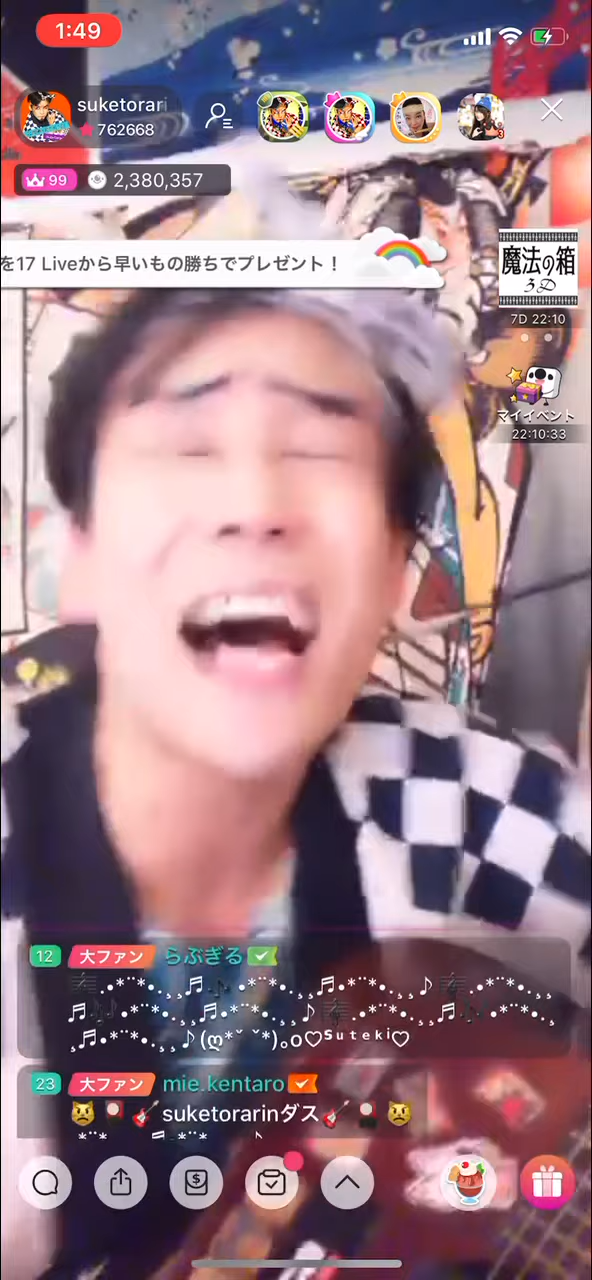 1:49
suketorari
762668
99 2,380,357
を17 Liveから早いもの勝ちでプレゼント！
魔法の箱
3D
7D 22:10
マイイベント
22:10:33
3
12 大ファン らぶぎる
🎼.•*¨*•.¸¸♬🎶•*¨*•.¸¸♬•*¨*•.¸¸♪🎼.•*¨*•.
♬🎶•*¨*•.¸¸♬•*¨*•.¸¸♪🎼.•*¨*•.¸¸♬🎶•*¨*•.¸
¸♬•*¨*•.¸¸♪(ღ*ˇ ˇ*)｡o♡ˢᵘᵗᵉᵏⁱ♡
23 大ファン mie.kentaro
😾🎴🎸suketorarinダス🎸🎴😾